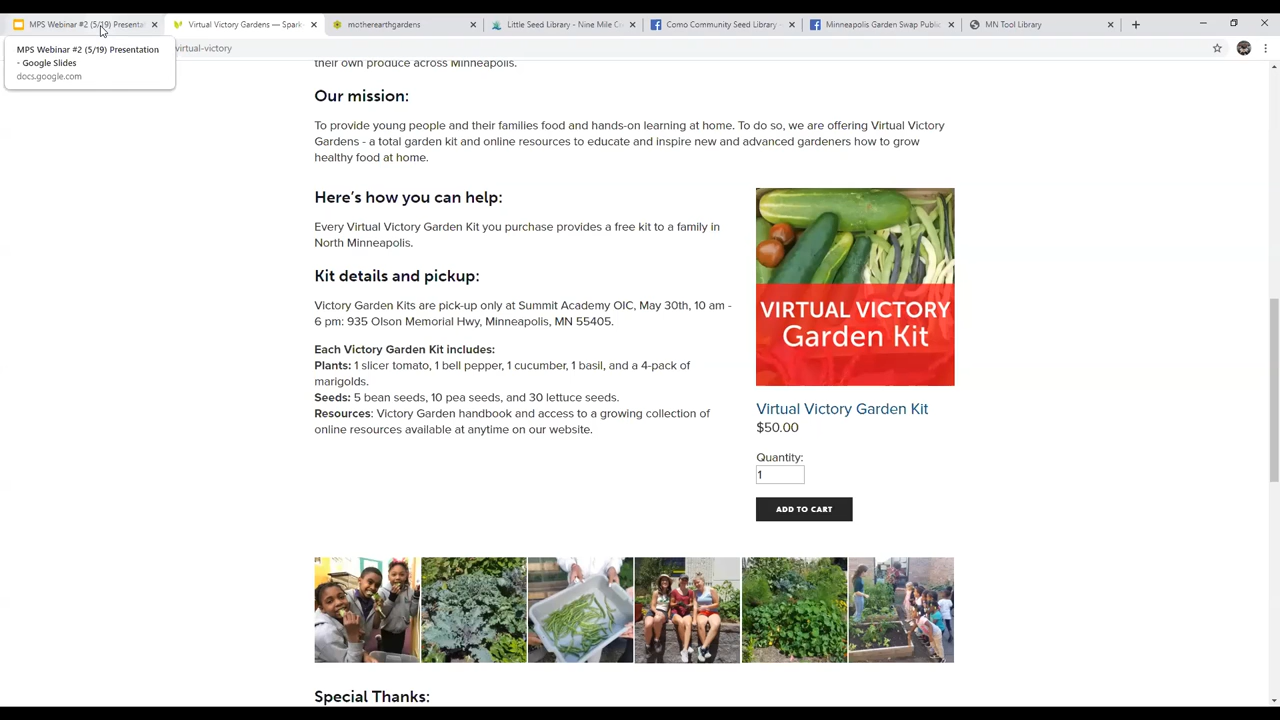 MPS Webinar #2 (5/19) Presenta
Virtual Victory Gardens — Spark
motherearthgardens
Little Seed Library - Nine Mile Cr
Como Community Seed Library -
Minneapolis Garden Swap Public
MN Tool Library
MPS Webinar #2 (5/19) Presentation
- Google Slides
docs.google.com
virtual-victory
their own produce across Minneapolis.
Our mission:
To provide young people and their families food and hands-on learning at home. To do so, we are offering Virtual Victory
Gardens - a total garden kit and online resources to educate and inspire new and advanced gardeners how to grow
healthy food at home.
Here’s how you can help:
Every Virtual Victory Garden Kit you purchase provides a free kit to a family in
North Minneapolis.
Kit details and pickup:
Victory Garden Kits are pick-up only at Summit Academy OIC, May 30th, 10 am -
6 pm: 935 Olson Memorial Hwy, Minneapolis, MN 55405.
Each Victory Garden Kit includes:
Plants: 1 slicer tomato, 1 bell pepper, 1 cucumber, 1 basil, and a 4-pack of
marigolds.
Seeds: 5 bean seeds, 10 pea seeds, and 30 lettuce seeds.
Resources: Victory Garden handbook and access to a growing collection of
online resources available at anytime on our website.
VIRTUAL VICTORY
Garden Kit
Virtual Victory Garden Kit
$50.00
Quantity:
1
ADD TO CART
Special Thanks: